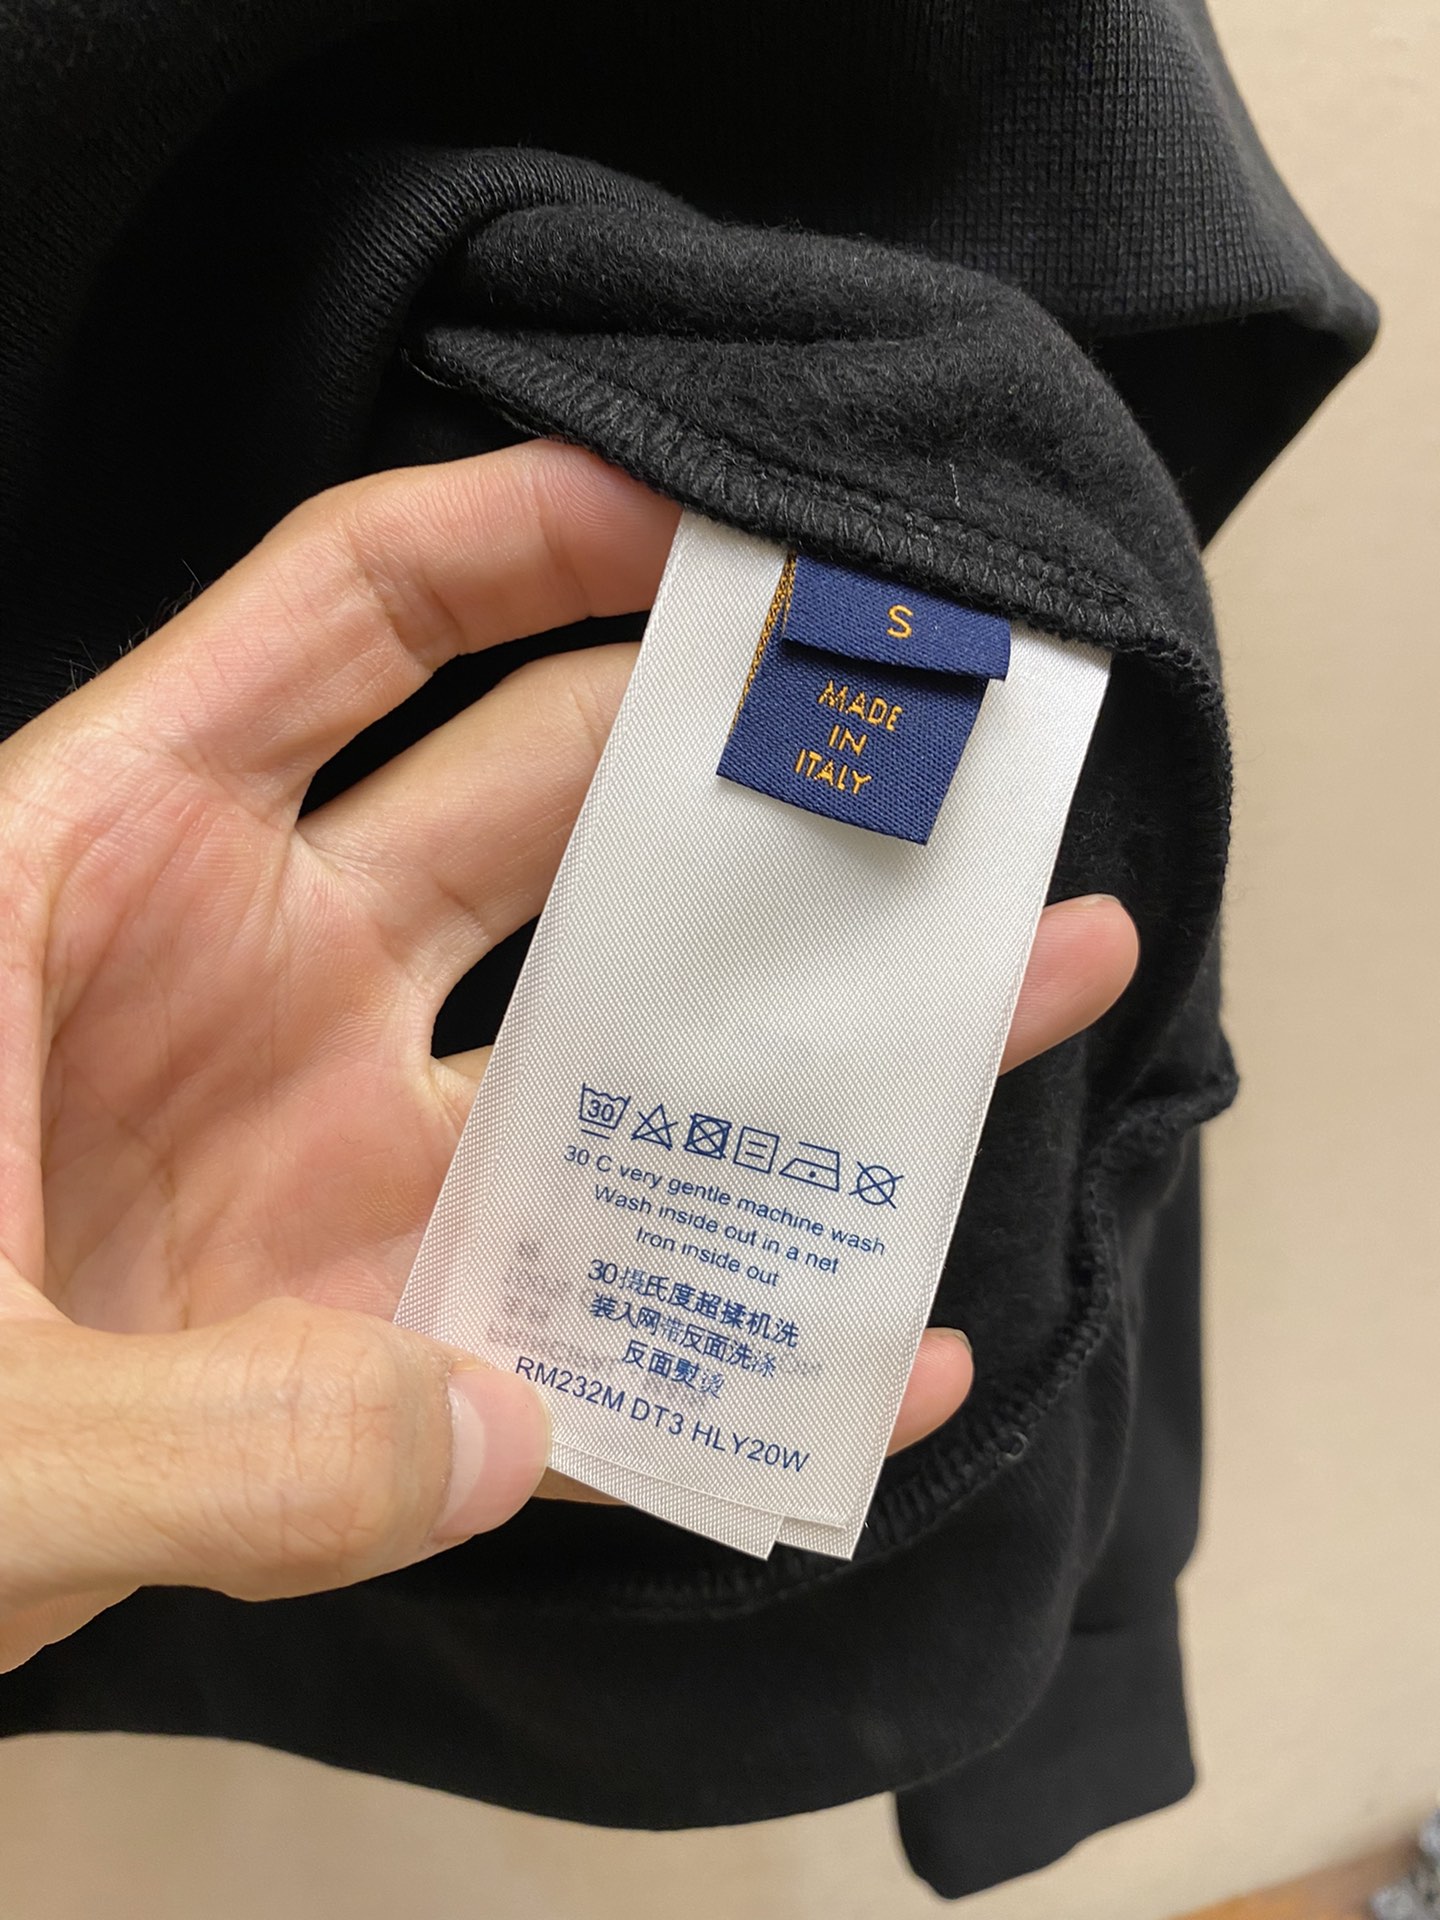 S
MADE
IN
ITALY
30
30 C very gentle machine wash
Wash inside out in a net
Iron inside out
30摄氏度超揉机洗
装入网带反面洗涤
反面熨烫
RM232M DT3 HLY20W